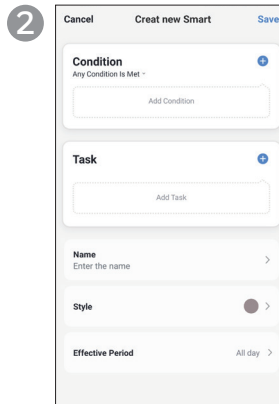 2
Cancel Creat new Smart Save
Condition
Any Condition Is Met
Add Condition
Task
Add Task
Name
Enter the name
Style
Effective Period All day